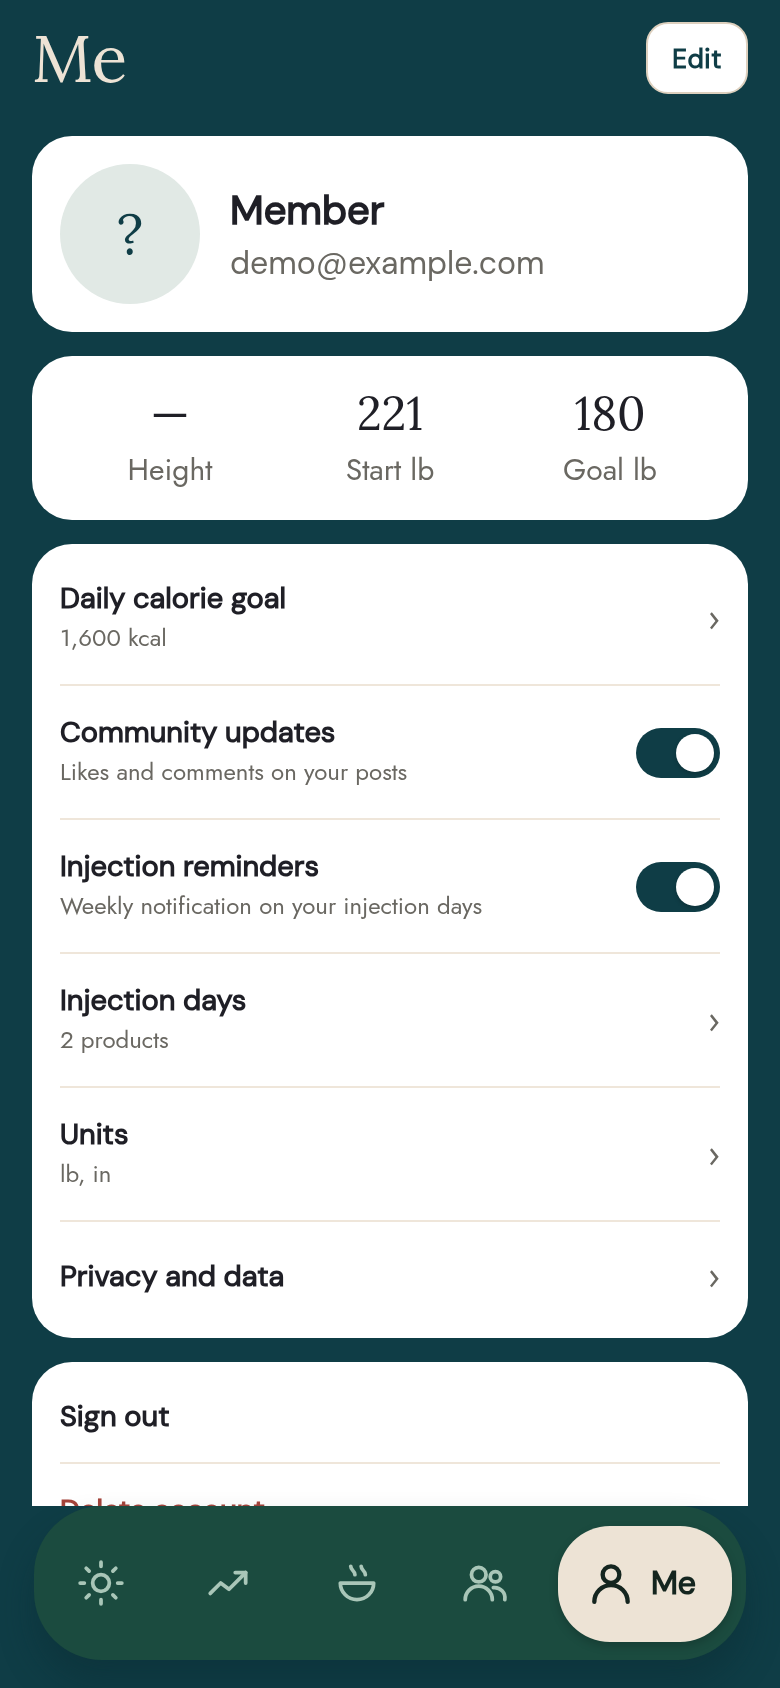 Me
Edit
?
Member
demo@example.com
—
Height
221
Start lb
180
Goal lb
Daily calorie goal
1,600 kcal
Community updates
Likes and comments on your posts
Injection reminders
Weekly notification on your injection days
Injection days
2 products
Units
lb, in
Privacy and data
Sign out
Delete account
Me